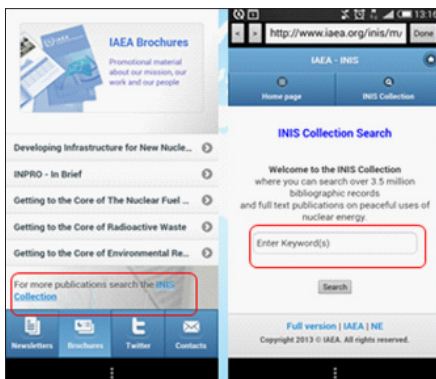 IAEA Brochures
Promotional material
about our mission, our
work and our people
Developing Infrastructure for New Nucle...
INPRO - In Brief
Getting to the Core of The Nuclear Fuel ...
Getting to the Core of Radioactive Waste
Getting to the Core of Environmental Re...
For more publications search the INIS
Collection
Newsletters
Brochures
Twitter
Contacts
13:16
http://www.iaea.org/inis/m/
Done
IAEA - INIS
Home page
INIS Collection
INIS Collection Search
Welcome to the INIS Collection
where you can search over 3.5 million
bibliographic records
and full text publications on peaceful uses of
nuclear energy.
Enter Keyword(s)
Search
Full version | IAEA | NE
Copyright 2013 © IAEA. All rights reserved.